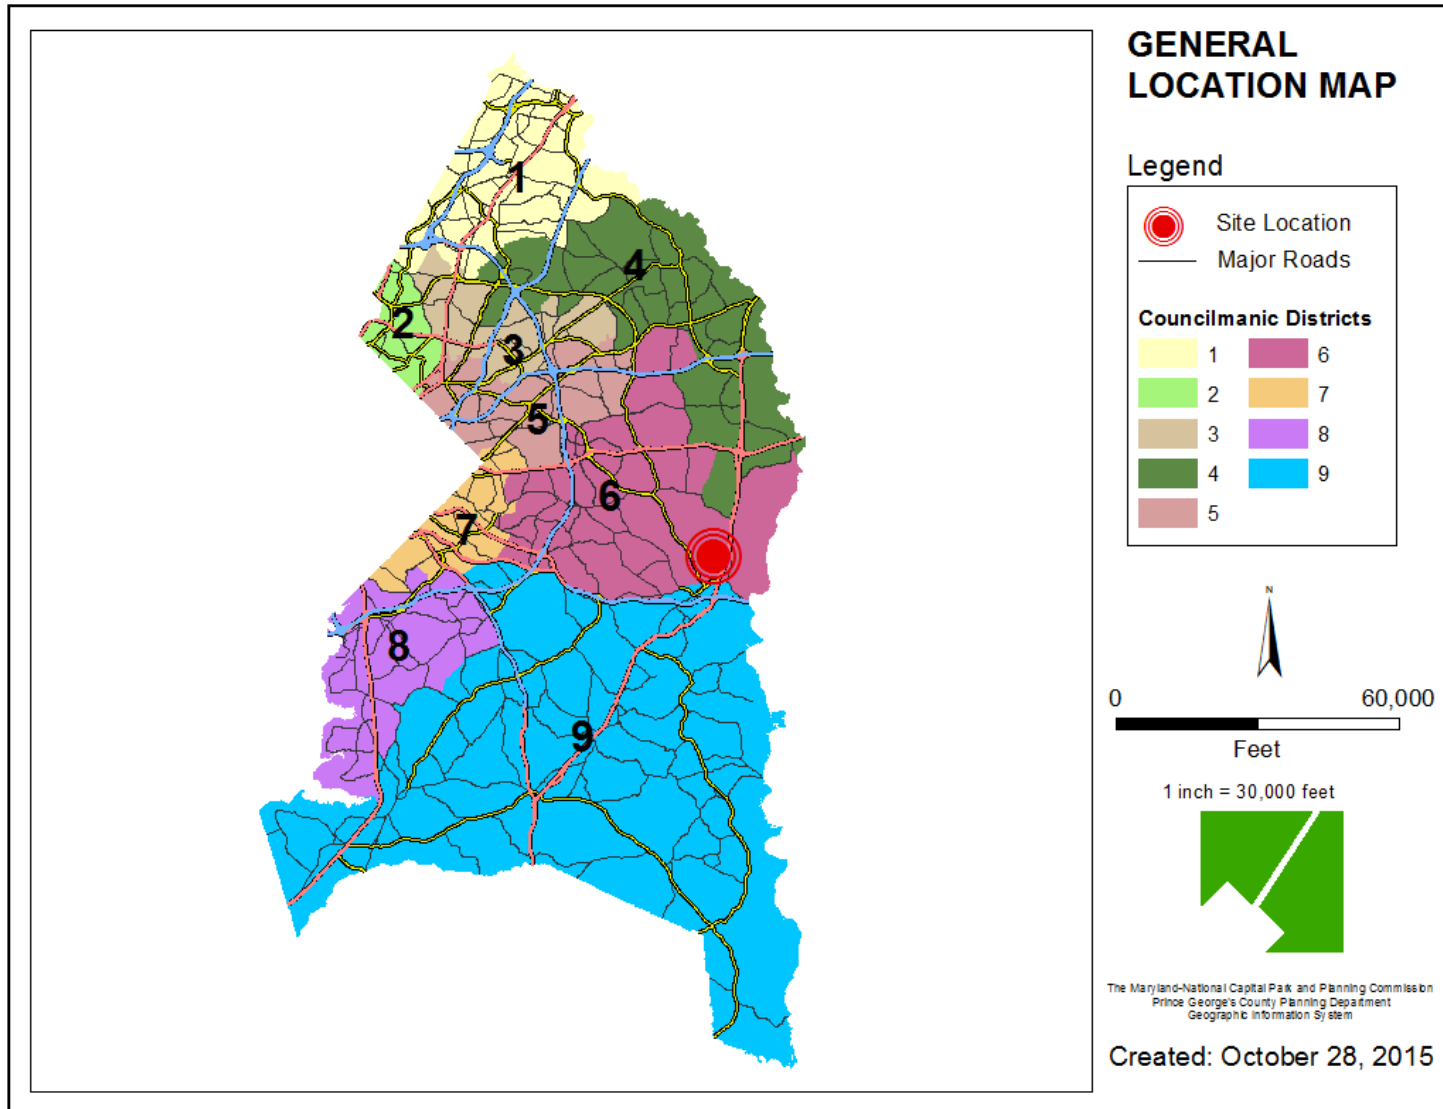 GENERAL
LOCATION MAP
Legend
Site Location
Major Roads
Councilmanic Districts
1 6
2 7
3 8
4 9
5
1
4
2
3
5
6
7
8
9
N
0 60,000
Feet
1 inch = 30,000 feet
The Maryland-National Capital Park and Planning Commission
Prince George's County Planning Department
Geographic Information System
Created: October 28, 2015